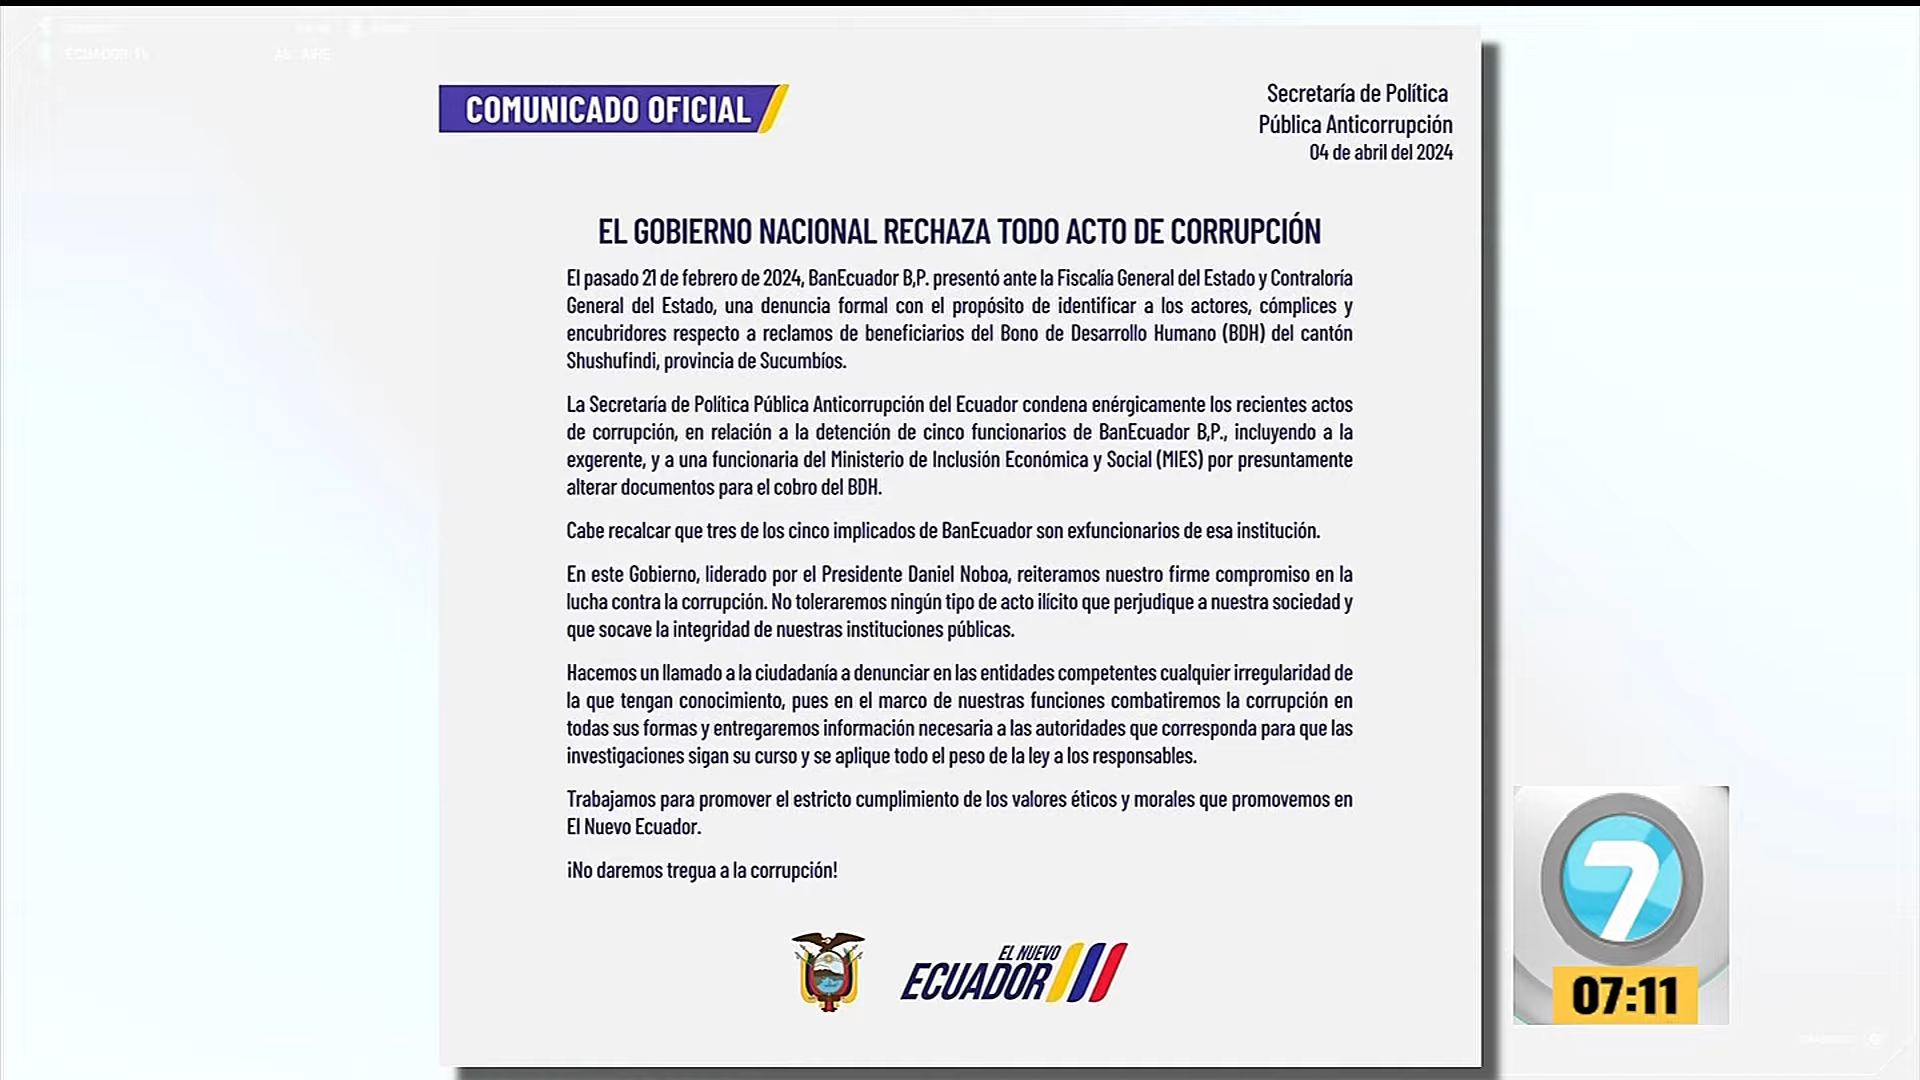 ECUADOR TV
AL AIRE
COMUNICADO OFICIAL
Secretaría de Política
Pública Anticorrupción
04 de abril del 2024
EL GOBIERNO NACIONAL RECHAZA TODO ACTO DE CORRUPCIÓN
El pasado 21 de febrero de 2024, BanEcuador B,P. presentó ante la Fiscalía General del Estado y Contraloría
General del Estado, una denuncia formal con el propósito de identificar a los actores, cómplices y
encubridores respecto a reclamos de beneficiarios del Bono de Desarrollo Humano (BDH) del cantón
Shushufindi, provincia de Sucumbíos.
La Secretaría de Política Pública Anticorrupción del Ecuador condena enérgicamente los recientes actos
de corrupción, en relación a la detención de cinco funcionarios de BanEcuador B,P., incluyendo a la
exgerente, y a una funcionaria del Ministerio de Inclusión Económica y Social (MIES) por presuntamente
alterar documentos para el cobro del BDH.
Cabe recalcar que tres de los cinco implicados de BanEcuador son exfuncionarios de esa institución.
En este Gobierno, liderado por el Presidente Daniel Noboa, reiteramos nuestro firme compromiso en la
lucha contra la corrupción. No toleraremos ningún tipo de acto ilícito que perjudique a nuestra sociedad y
que socave la integridad de nuestras instituciones públicas.
Hacemos un llamado a la ciudadanía a denunciar en las entidades competentes cualquier irregularidad de
la que tengan conocimiento, pues en el marco de nuestras funciones combatiremos la corrupción en
todas sus formas y entregaremos información necesaria a las autoridades que corresponda para que las
investigaciones sigan su curso y se aplique todo el peso de la ley a los responsables.
Trabajamos para promover el estricto cumplimiento de los valores éticos y morales que promovemos en
El Nuevo Ecuador.
¡No daremos tregua a la corrupción!
EL NUEVO
ECUADOR
7
07:11